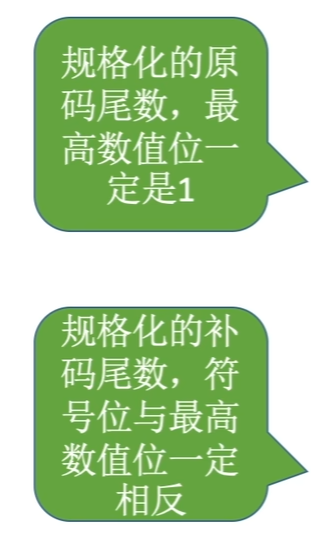 规格化的原
码尾数，最
高数值位一
定是1
规格化的补
码尾数，符
号位与最高
数值位一定
相反